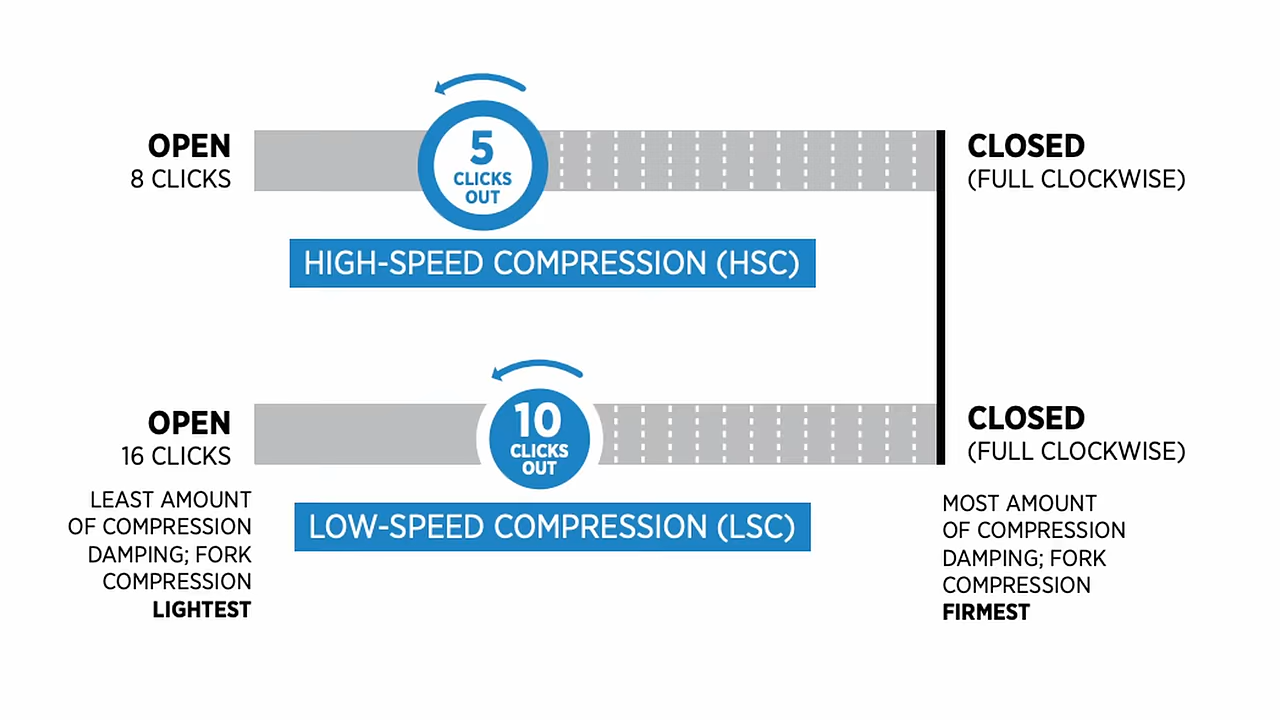 OPEN
8 CLICKS
5
CLICKS
OUT
CLOSED
(FULL CLOCKWISE)
HIGH-SPEED COMPRESSION (HSC)
OPEN
16 CLICKS
10
CLICKS
OUT
CLOSED
(FULL CLOCKWISE)
LEAST AMOUNT
OF COMPRESSION
DAMPING; FORK
COMPRESSION
LIGHTEST
LOW-SPEED COMPRESSION (LSC)
MOST AMOUNT
OF COMPRESSION
DAMPING; FORK
COMPRESSION
FIRMEST